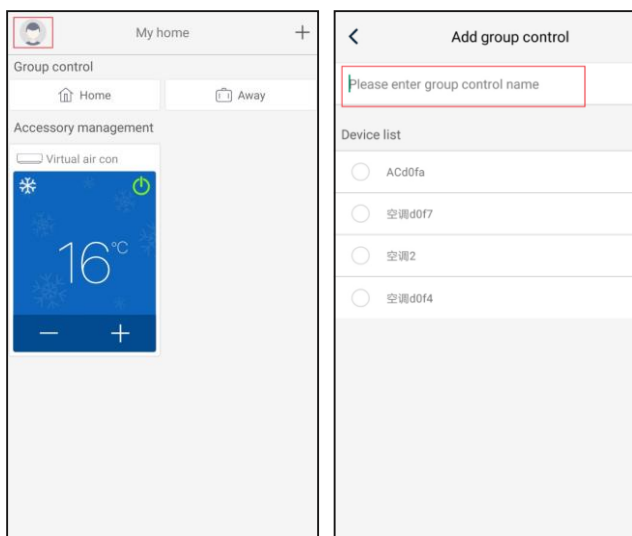 My home
Group control
Home
Away
Accessory management
Virtual air con
16°C
Add group control
Please enter group control name
Device list
ACd0fa
空调d0f7
空调2
空调d0f4